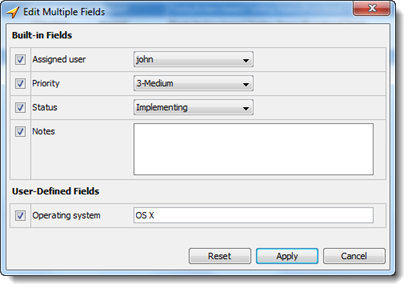 Edit Multiple Fields
Built-in Fields
Assigned user john
Priority 3-Medium
Status Implementing
Notes
User-Defined Fields
Operating system OS X
Reset Apply Cancel